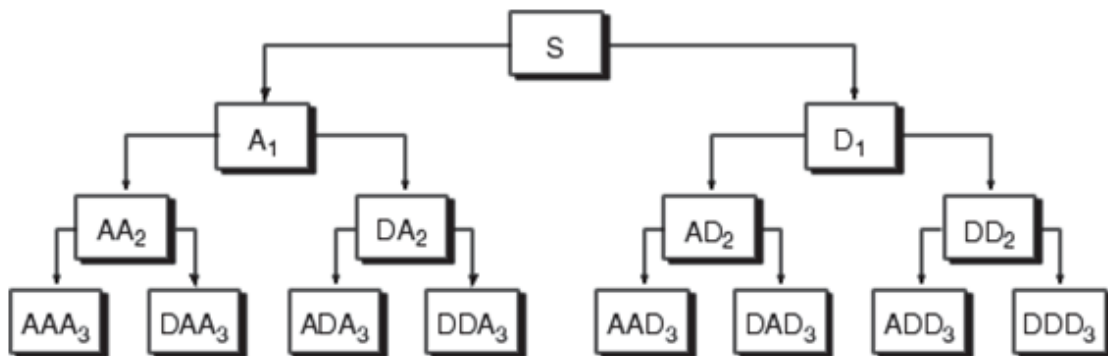 S
A₁ D₁
AA₂ DA₂ AD₂ DD₂
AAA₃ DAA₃ ADA₃ DDA₃ AAD₃ DAD₃ ADD₃ DDD₃